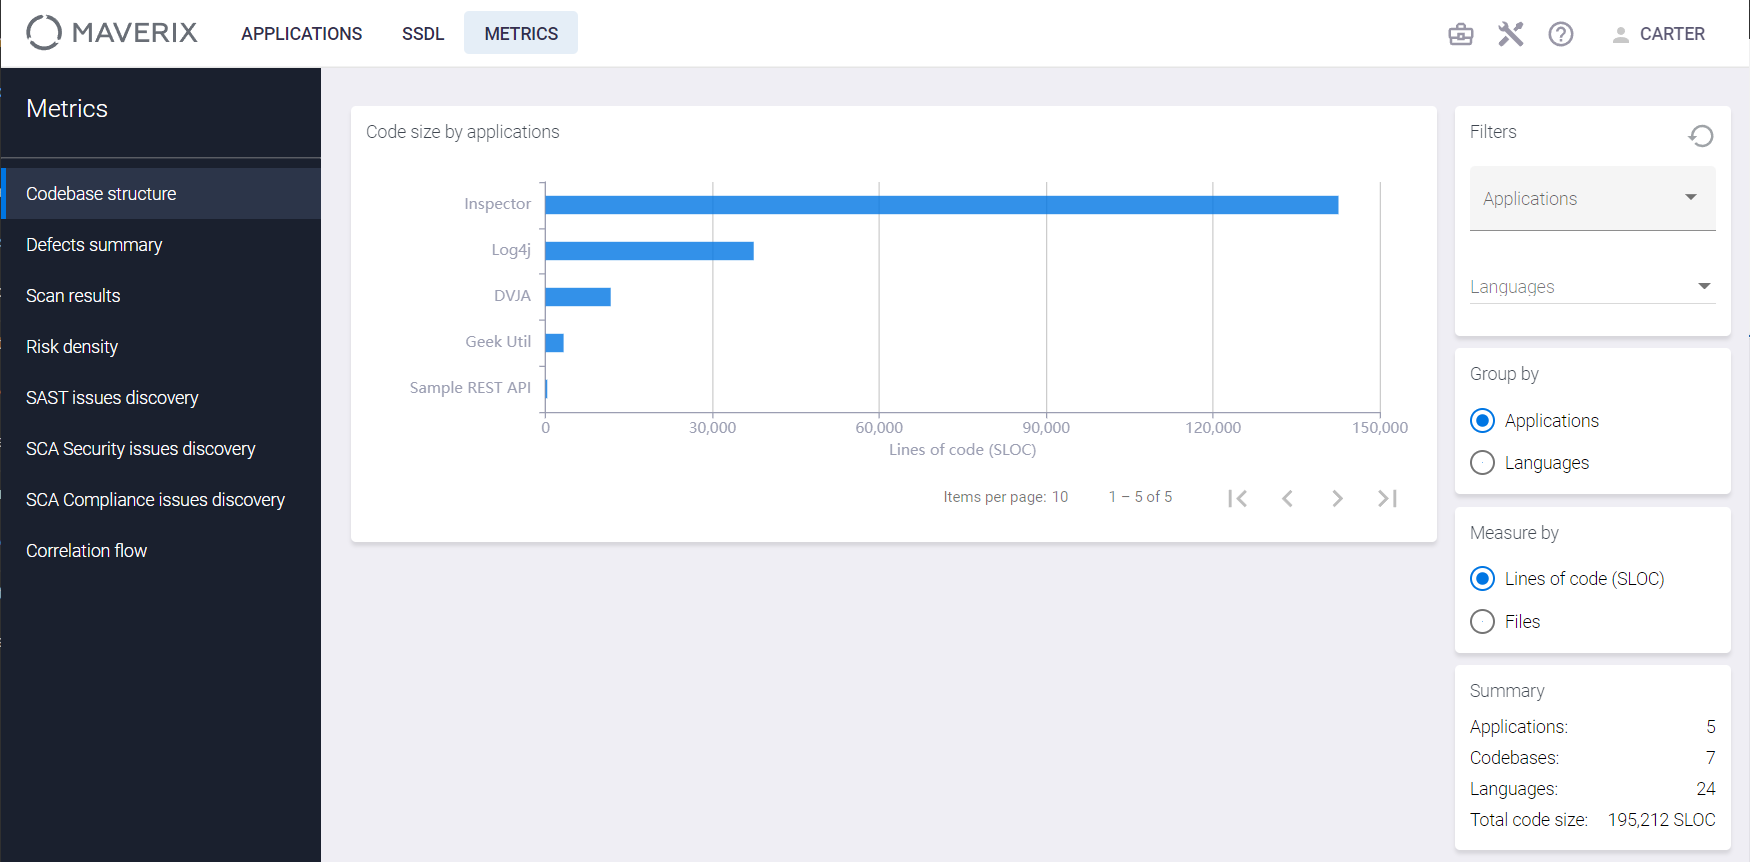 MAVERIX
APPLICATIONS
SSDL
METRICS
CARTER
Metrics
Codebase structure
Defects summary
Scan results
Risk density
SAST issues discovery
SCA Security issues discovery
SCA Compliance issues discovery
Correlation flow
Code size by applications
Inspector
Log4j
DVJA
Geek Util
Sample REST API
0 30,000 60,000 90,000 120,000 150,000
Lines of code (SLOC)
Items per page: 10 1 – 5 of 5
Filters
Applications
Languages
Group by
Applications
Languages
Measure by
Lines of code (SLOC)
Files
Summary
Applications: 5
Codebases: 7
Languages: 24
Total code size: 195,212 SLOC